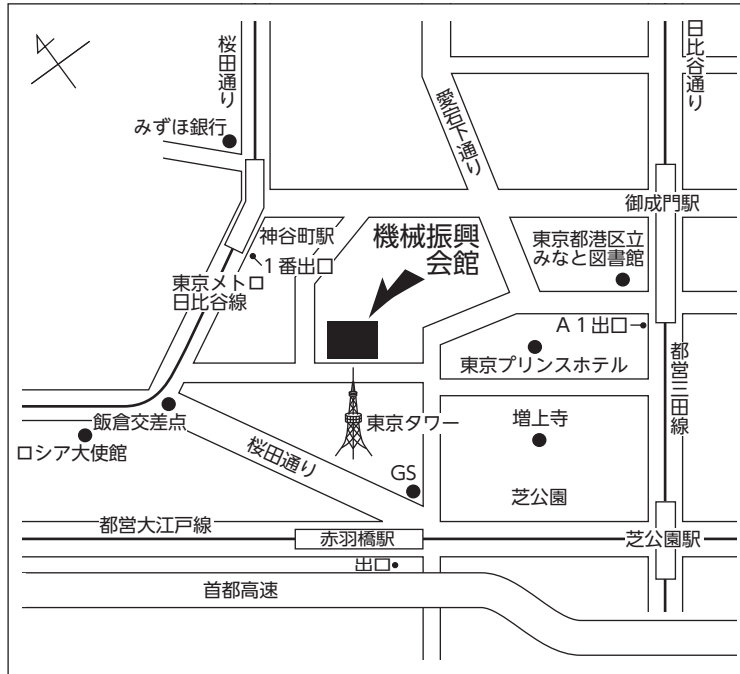 桜田通り
日比谷通り
愛宕下通り
みずほ銀行
御成門駅
神谷町駅
1番出口
機械振興
会館
東京都港区立
みなと図書館
東京メトロ
日比谷線
A1出口
東京プリンスホテル
都営三田線
飯倉交差点
東京タワー
増上寺
ロシア大使館
桜田通り
GS
芝公園
都営大江戸線
赤羽橋駅
芝公園駅
出口
首都高速